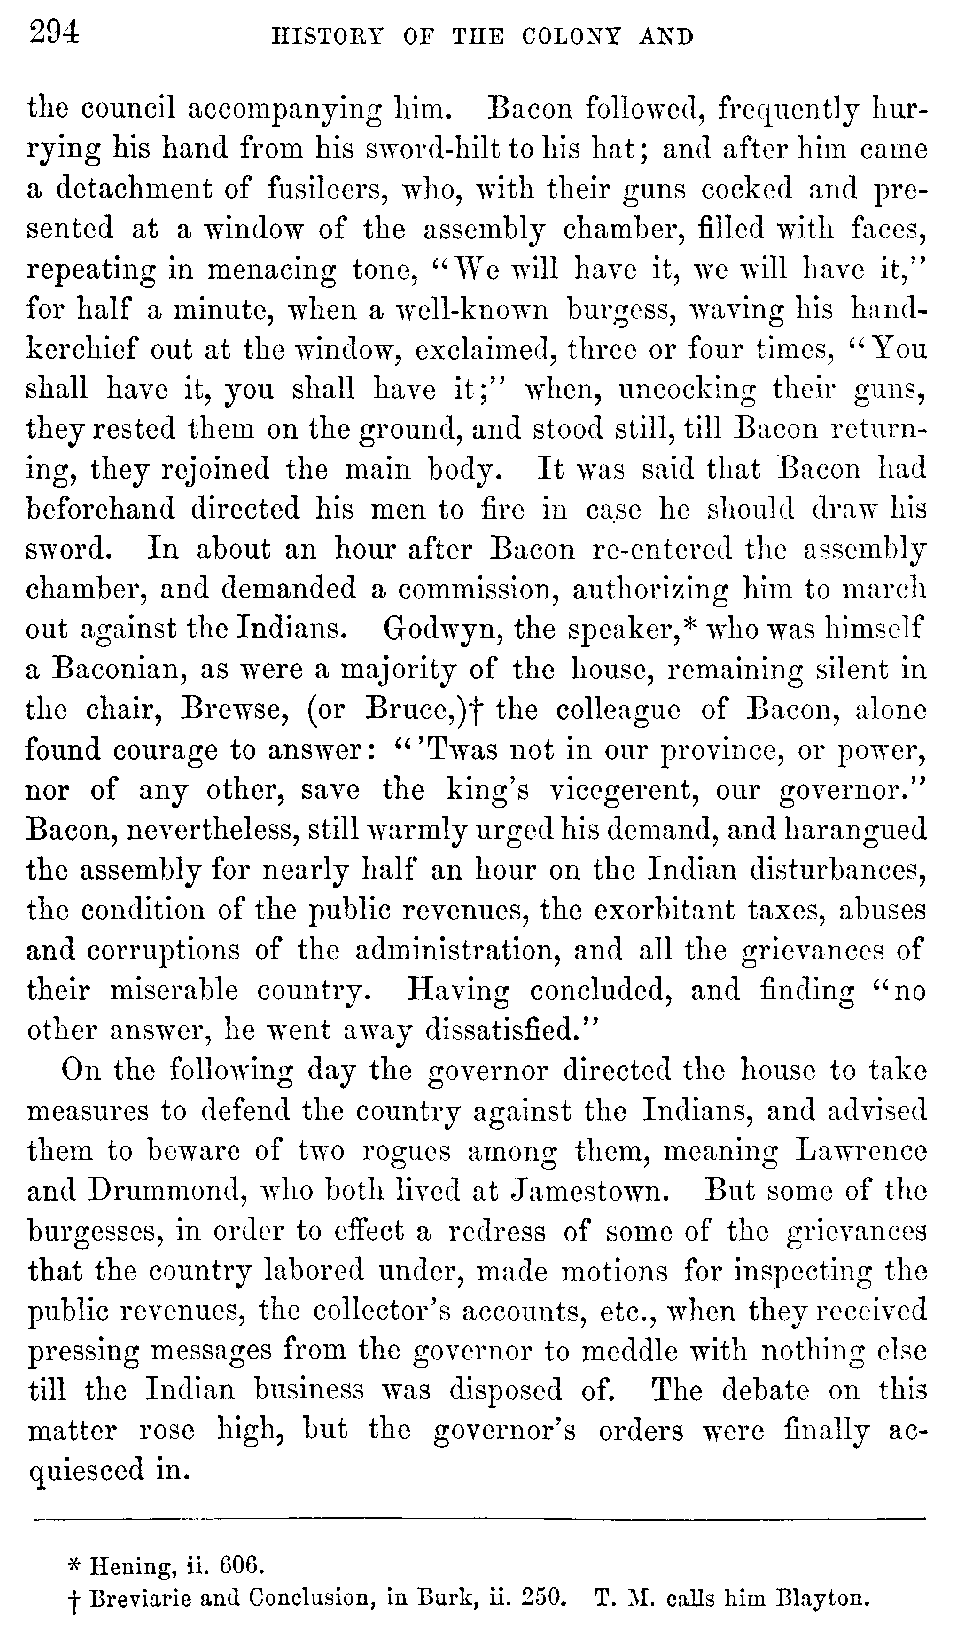 294 HISTORY OF THE COLONY AND
the council accompanying him. Bacon followed, frequently hur-
rying his hand from his sword-hilt to his hat; and after him came
a detachment of fusileers, who, with their guns cocked and pre-
sented at a window of the assembly chamber, filled with faces,
repeating in menacing tone, "We will have it, we will have it,"
for half a minute, when a well-known burgess, waving his hand-
kerchief out at the window, exclaimed, three or four times, "You
shall have it, you shall have it;" when, uncocking their guns,
they rested them on the ground, and stood still, till Bacon return-
ing, they rejoined the main body. It was said that Bacon had
beforehand directed his men to fire in case he should draw his
sword. In about an hour after Bacon re-entered the assembly
chamber, and demanded a commission, authorizing him to march
out against the Indians. Godwyn, the speaker,* who was himself
a Baconian, as were a majority of the house, remaining silent in
the chair, Brewse, (or Bruce,)† the colleague of Bacon, alone
found courage to answer: "'Twas not in our province, or power,
nor of any other, save the king's vicegerent, our governor."
Bacon, nevertheless, still warmly urged his demand, and harangued
the assembly for nearly half an hour on the Indian disturbances,
the condition of the public revenues, the exorbitant taxes, abuses
and corruptions of the administration, and all the grievances of
their miserable country. Having concluded, and finding "no
other answer, he went away dissatisfied."
On the following day the governor directed the house to take
measures to defend the country against the Indians, and advised
them to beware of two rogues among them, meaning Lawrence
and Drummond, who both lived at Jamestown. But some of the
burgesses, in order to effect a redress of some of the grievances
that the country labored under, made motions for inspecting the
public revenues, the collector's accounts, etc., when they received
pressing messages from the governor to meddle with nothing else
till the Indian business was disposed of. The debate on this
matter rose high, but the governor's orders were finally ac-
quiesced in.
* Hening, ii. 606.
† Breviarie and Conclusion, in Burk, ii. 250. T. M. calls him Blayton.